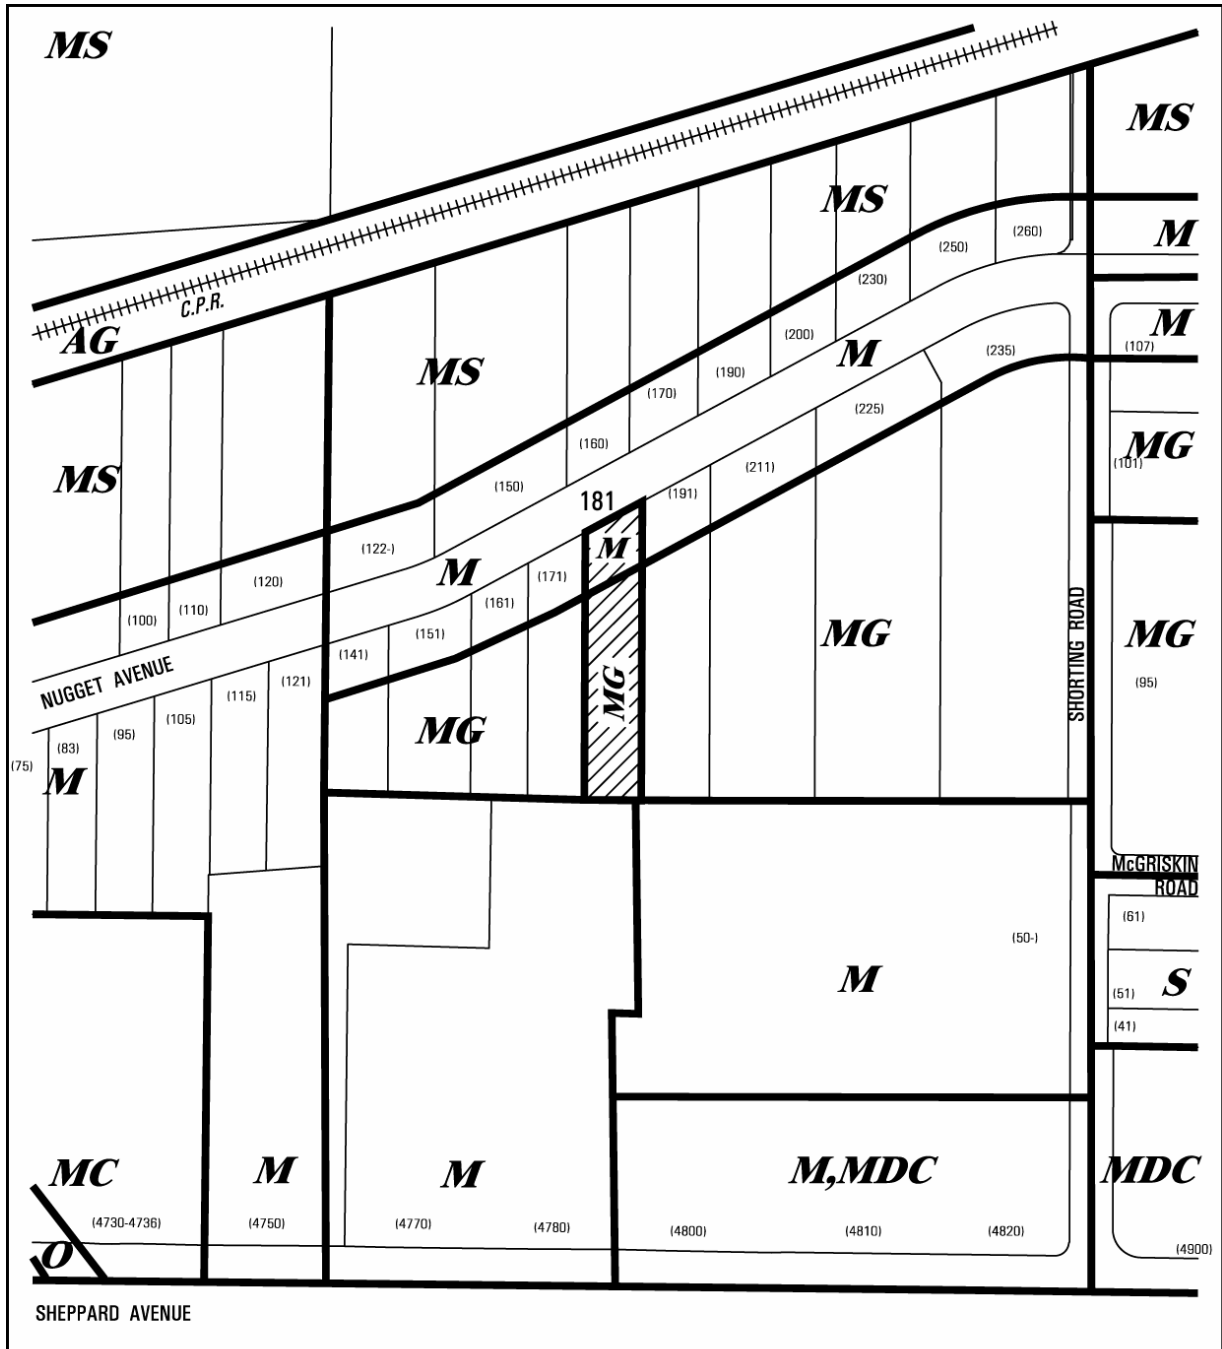 MS
MS
MS
(260)
M
(250)
(230)
C.P.R.
AG
M
(107)
(200)
M
(235)
MS
(190)
(170)
(225)
MG
(101)
(160)
MS
(211)
(150)
(191)
181
(122-)
M
M
(171)
(120)
(161)
(100)
(110)
(151)
MG
MG
SHORTING ROAD
(141)
NUGGET AVENUE
(121)
(95)
(115)
MG
(105)
MG
(95)
(83)
(75)
M
McGRISKIN
ROAD
(61)
(50-)
M
S
(51)
(41)
MC
M
M
M,MDC
MDC
(4730-4736)
(4750)
(4770)
(4780)
(4800)
(4810)
(4820)
(4900)
O
SHEPPARD AVENUE